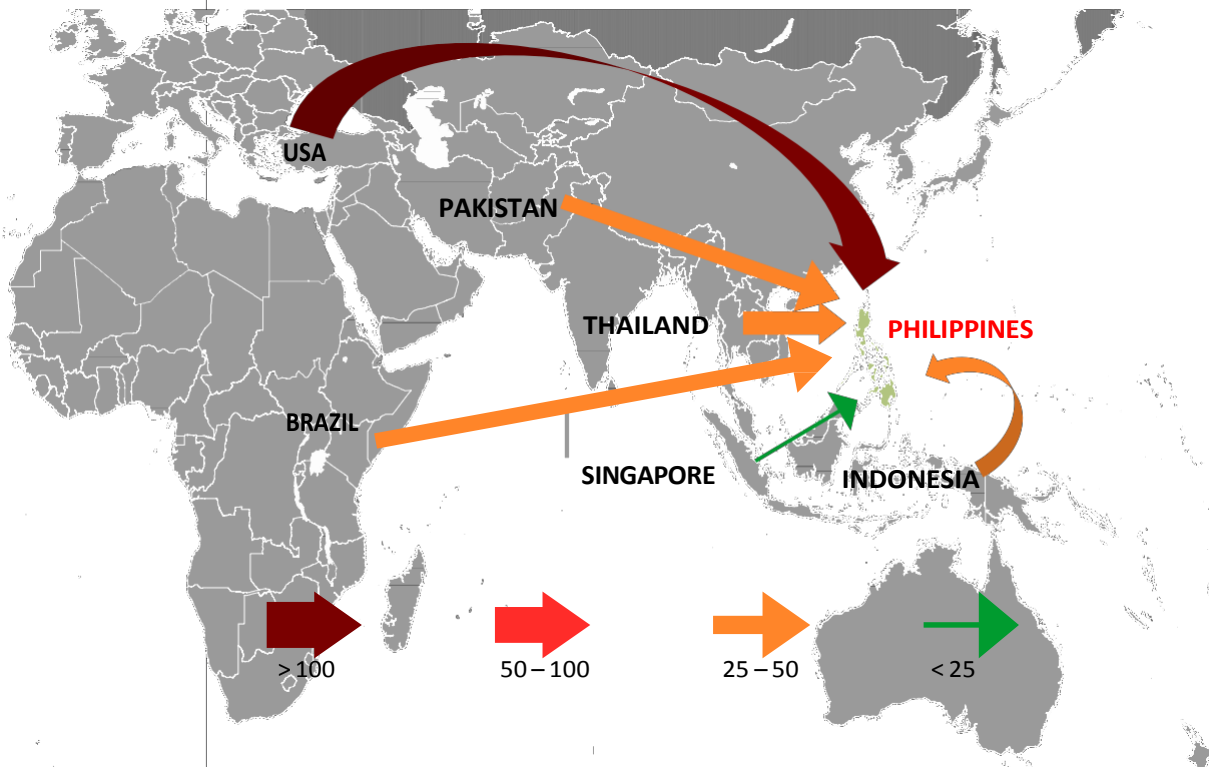 USA
PAKISTAN
THAILAND
PHILIPPINES
BRAZIL
SINGAPORE
INDONESIA
> 100
50 – 100
25 – 50
< 25